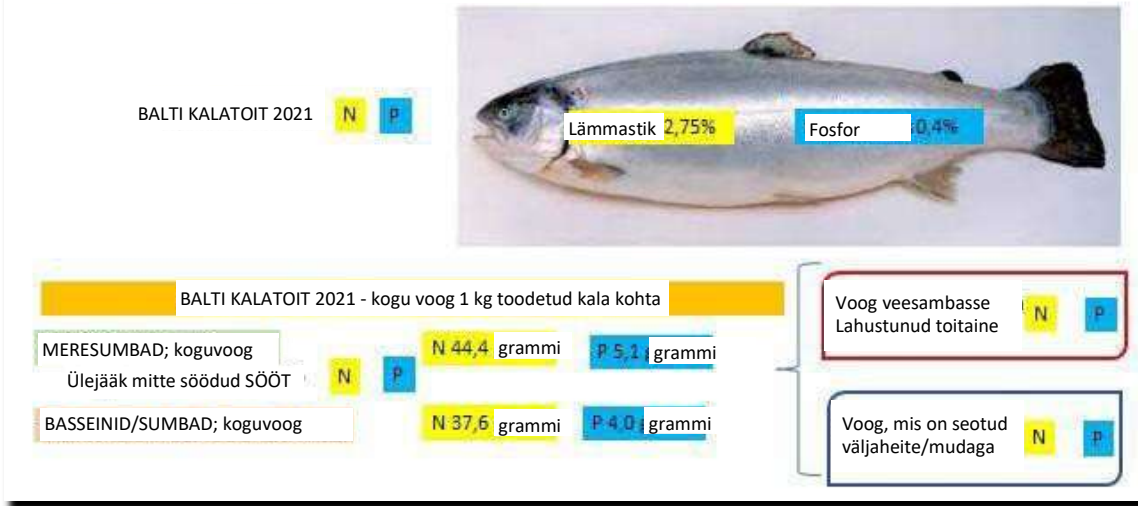 BALTI KALATOIT 2021 N P
Lämmastik 2,75% Fosfor 0,4%
BALTI KALATOIT 2021 - kogu voog 1 kg toodetud kala kohta
MERESUMBAD; koguvoog N 44,4 grammi P 5,1 grammi
Ülejääk mitte söödud SÖÖT N P
BASSEINID/SUMBAD; koguvoog N 37,6 grammi P 4,0 grammi
Voog veesambasse
Lahustunud toitaine N P
Voog, mis on seotud
väljaheite/mudaga N P